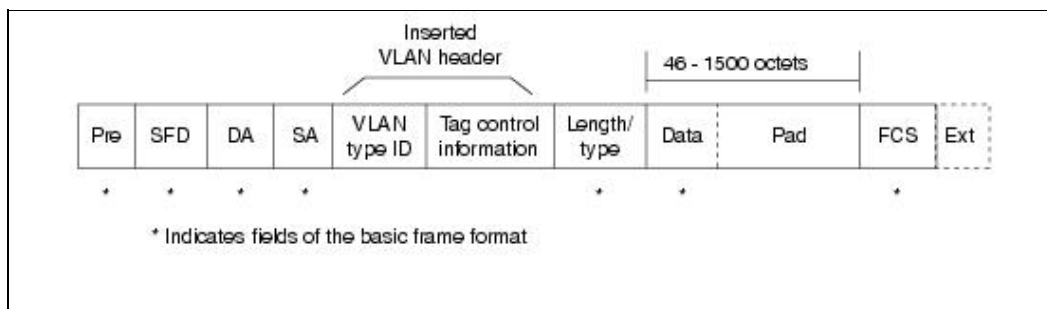 Inserted
VLAN header
46 - 1500 octets
Pre
SFD
DA
SA
VLAN
type ID
Tag control
information
Length/
type
Data
Pad
FCS
Ext
* * * * * * *
* Indicates fields of the basic frame format